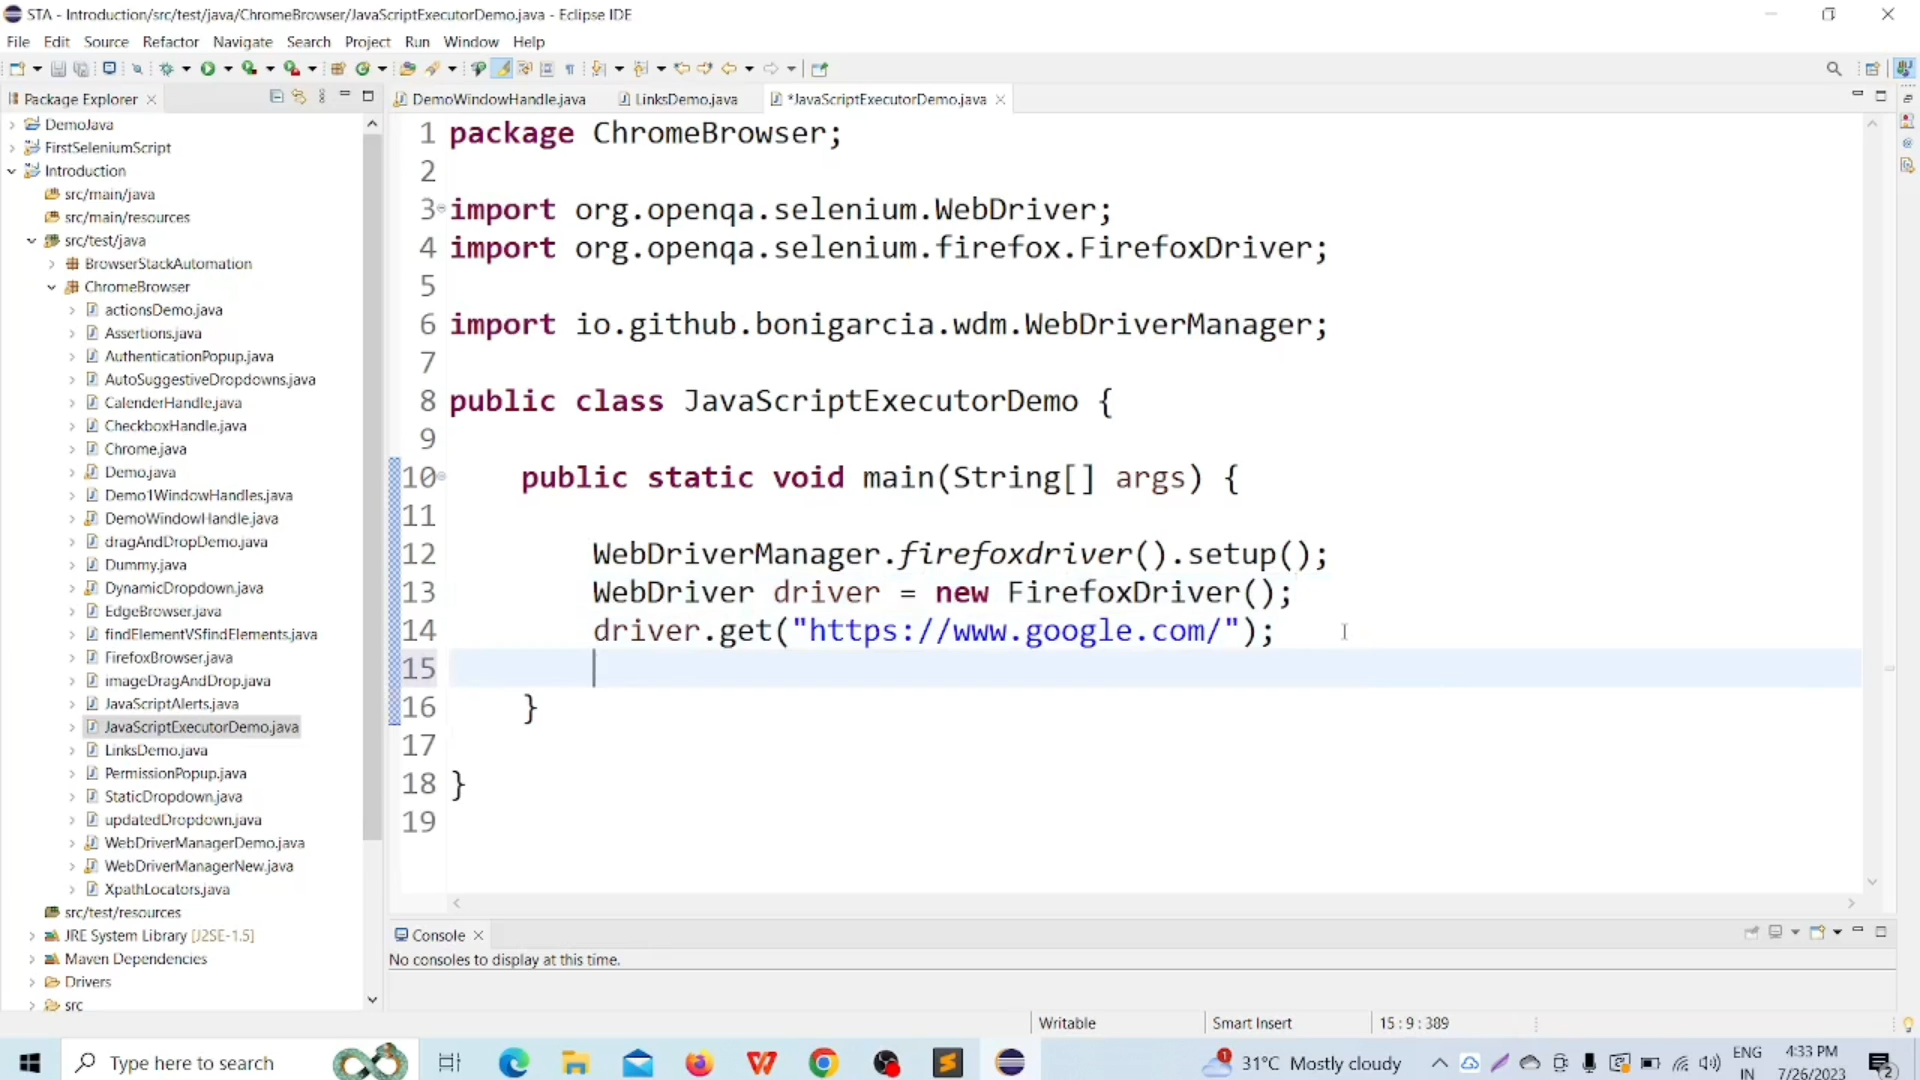 STA - Introduction/src/test/java/ChromeBrowser/JavaScriptExecutorDemo.java - Eclipse IDE
File Edit Source Refactor Navigate Search Project Run Window Help
Package Explorer
DemoWindowHandle.java LinksDemo.java *JavaScriptExecutorDemo.java
DemoJava
FirstSeleniumScript
Introduction
src/main/java
src/main/resources
src/test/java
BrowserStackAutomation
ChromeBrowser
actionsDemo.java
Assertions.java
AuthenticationPopup.java
AutoSuggestiveDropdowns.java
CalenderHandle.java
CheckboxHandle.java
Chrome.java
Demo.java
Demo1WindowHandles.java
DemoWindowHandle.java
dragAndDropDemo.java
Dummy.java
DynamicDropdown.java
EdgeBrowser.java
findElementVSfindElements.java
FirefoxBrowser.java
imageDragAndDrop.java
JavaScriptAlerts.java
JavaScriptExecutorDemo.java
LinksDemo.java
PermissionPopup.java
StaticDropdown.java
updatedDropdown.java
WebDriverManagerDemo.java
WebDriverManagerNew.java
XpathLocators.java
src/test/resources
JRE System Library [J2SE-1.5]
Maven Dependencies
Drivers
src
1 package ChromeBrowser;
2
3 import org.openqa.selenium.WebDriver;
4 import org.openqa.selenium.firefox.FirefoxDriver;
5
6 import io.github.bonigarcia.wdm.WebDriverManager;
7
8 public class JavaScriptExecutorDemo {
9
10 public static void main(String[] args) {
11
12 WebDriverManager.firefoxdriver().setup();
13 WebDriver driver = new FirefoxDriver();
14 driver.get("https://www.google.com/");
15
16 }
17
18 }
19
Console
No consoles to display at this time.
Writable Smart Insert 15 : 9 : 389
Type here to search
1
31°C Mostly cloudy
ENG
IN
4:33 PM
7/26/2023
2